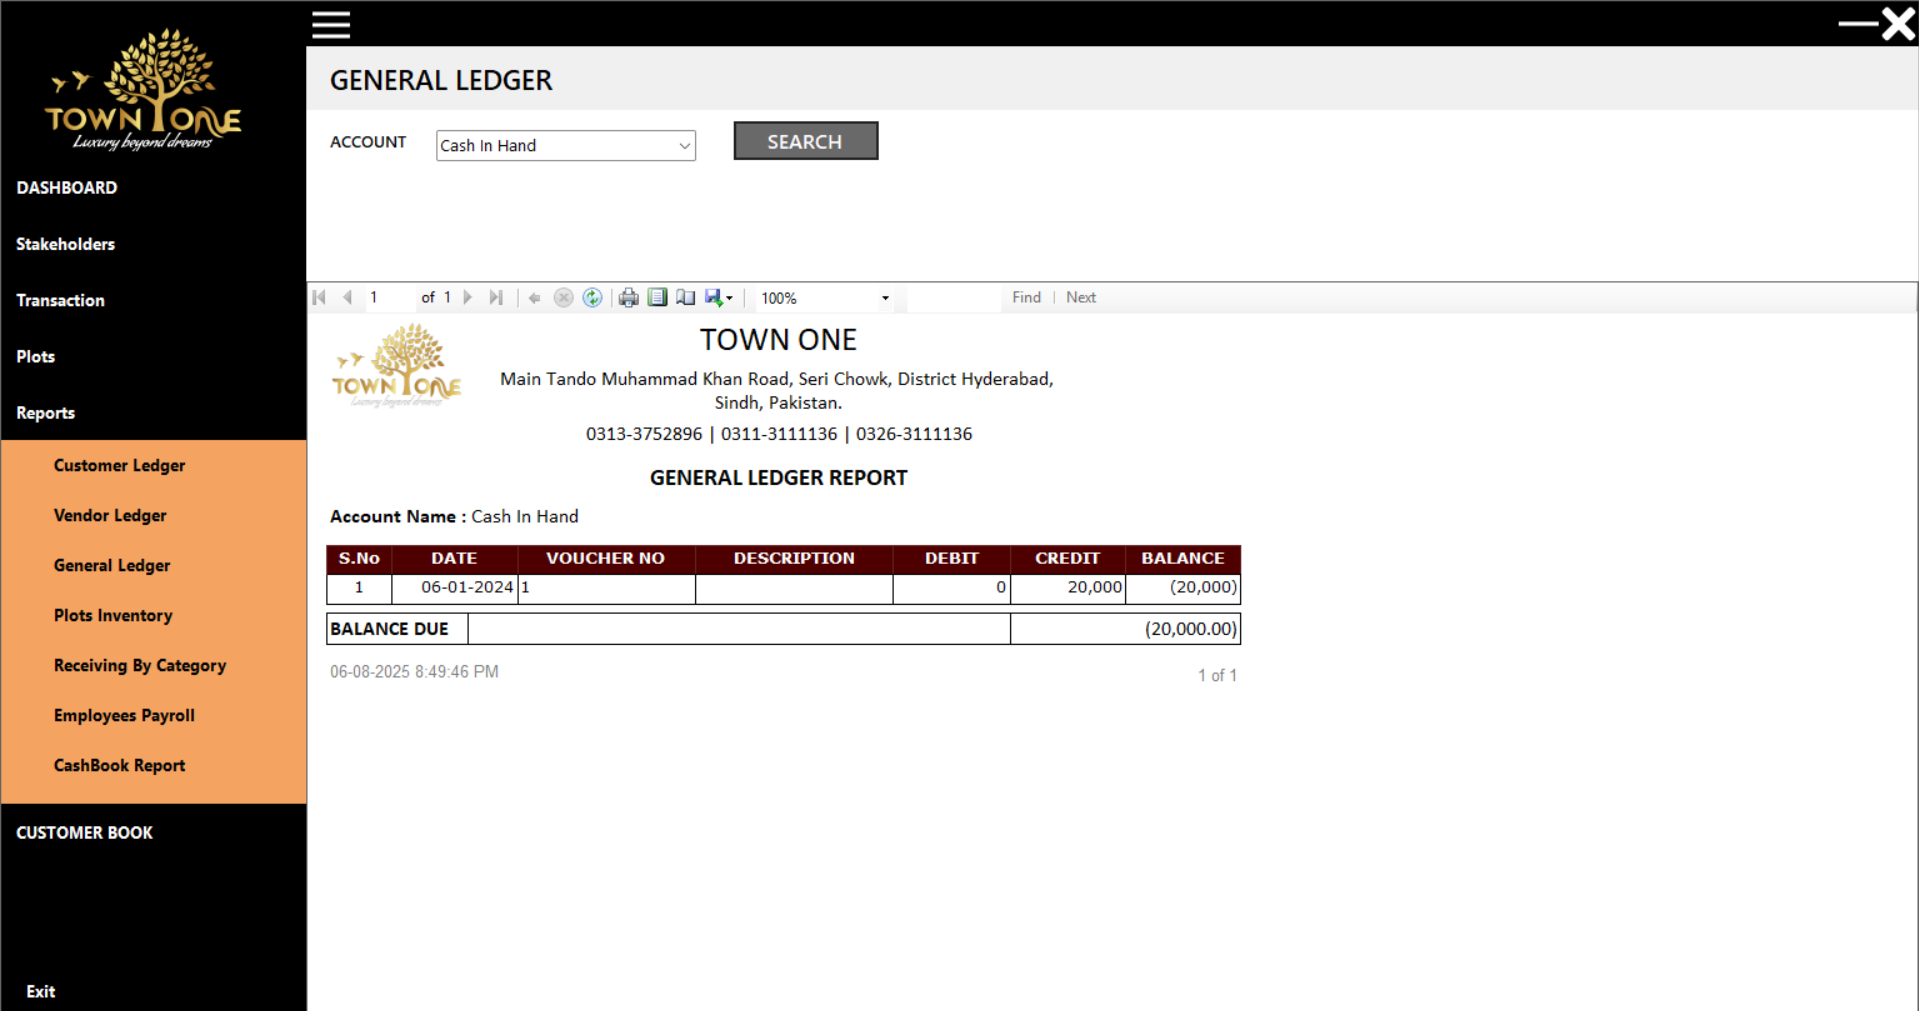 TOWN ONE
Luxury beyond dreams
DASHBOARD
Stakeholders
Transaction
Plots
Reports
Customer Ledger
Vendor Ledger
General Ledger
Plots Inventory
Receiving By Category
Employees Payroll
CashBook Report
CUSTOMER BOOK
Exit
GENERAL LEDGER
ACCOUNT Cash In Hand SEARCH
1 of 1 100% Find | Next
TOWN ONE
Luxury beyond dreams
TOWN ONE
Main Tando Muhammad Khan Road, Seri Chowk, District Hyderabad,
Sindh, Pakistan.
0313-3752896 | 0311-3111136 | 0326-3111136
GENERAL LEDGER REPORT
Account Name : Cash In Hand
S.No DATE VOUCHER NO DESCRIPTION DEBIT CREDIT BALANCE
1 06-01-2024 1 0 20,000 (20,000)
BALANCE DUE (20,000.00)
06-08-2025 8:49:46 PM 1 of 1